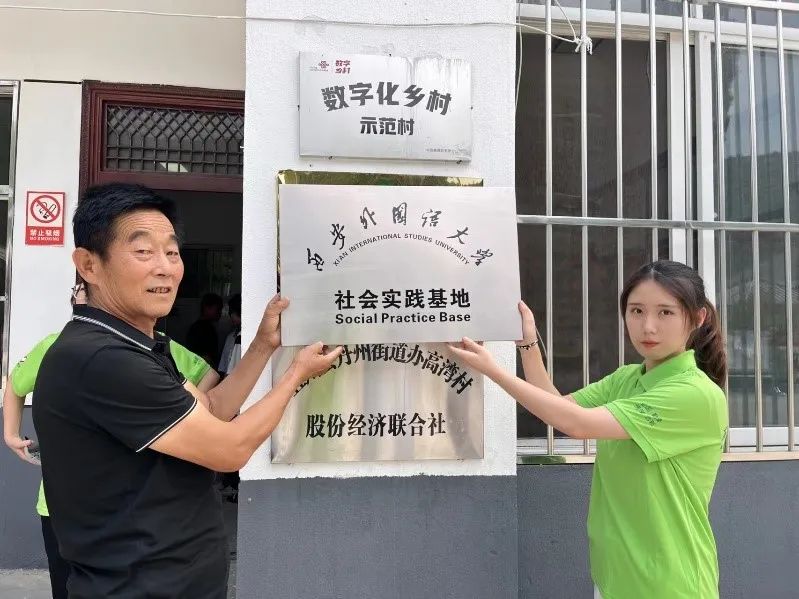 数字
乡村
数字化乡村
示范村
西安外国语大学
XI'AN INTERNATIONAL STUDIES UNIVERSITY
社会实践基地
Social Practice Base
丹州街道办高湾村
股份经济联合社
禁止吸烟
NO SMOKING